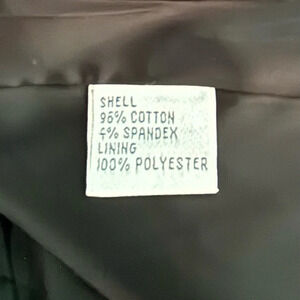 SHELL
96% COTTON
4% SPANDEX
LINING
100% POLYESTER